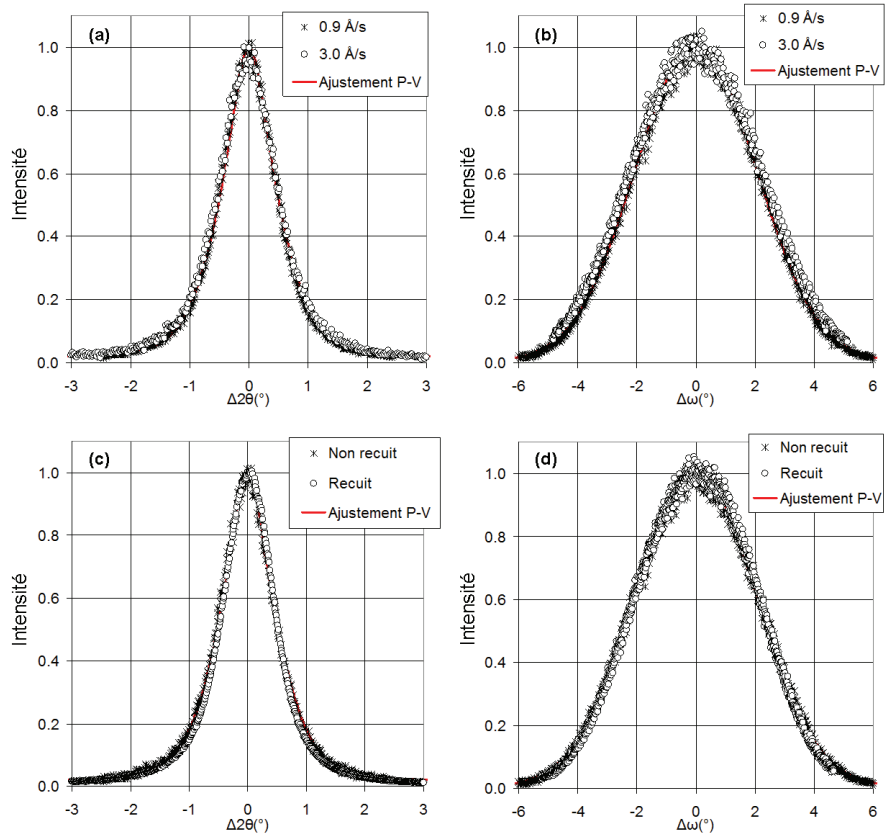 (a)
0.9 Å/s
3.0 Å/s
Ajustement P-V
Intensité
1.0
0.8
0.6
0.4
0.2
0.0
-3 -2 -1 0 1 2 3
Δ2θ(°)
(b)
0.9 Å/s
3.0 Å/s
Ajustement P-V
Intensité
1.0
0.8
0.6
0.4
0.2
0.0
-6 -4 -2 0 2 4 6
Δω(°)
(c)
Non recuit
Recuit
Ajustement P-V
Intensité
1.0
0.8
0.6
0.4
0.2
0.0
-3 -2 -1 0 1 2 3
Δ2θ(°)
(d)
Non recuit
Recuit
Ajustement P-V
Intensité
1.0
0.8
0.6
0.4
0.2
0.0
-6 -4 -2 0 2 4 6
Δω(°)